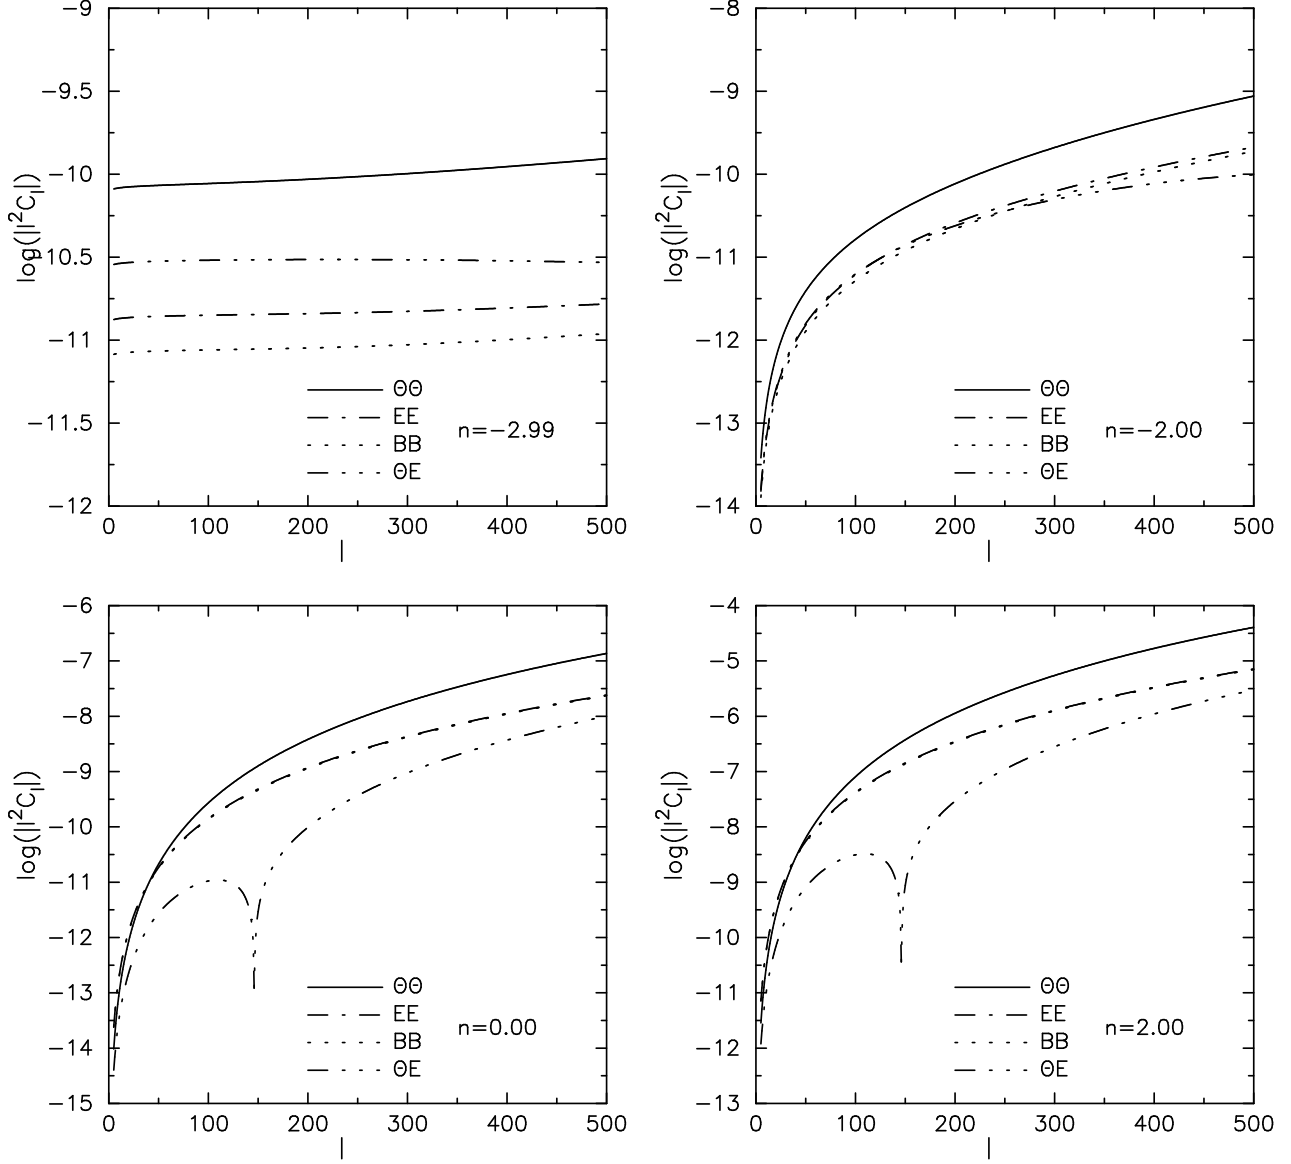 −9
−9.5
−10
−10.5
−11
−11.5
−12
log(|l²C_l|)
ΘΘ
EE
BB
ΘE
n=−2.99
0 100 200 300 400 500
l
−8
−9
−10
−11
−12
−13
−14
log(|l²C_l|)
ΘΘ
EE
BB
ΘE
n=−2.00
0 100 200 300 400 500
l
−6
−7
−8
−9
−10
−11
−12
−13
−14
−15
log(|l²C_l|)
ΘΘ
EE
BB
ΘE
n=0.00
0 100 200 300 400 500
l
−4
−5
−6
−7
−8
−9
−10
−11
−12
−13
log(|l²C_l|)
ΘΘ
EE
BB
ΘE
n=2.00
0 100 200 300 400 500
l